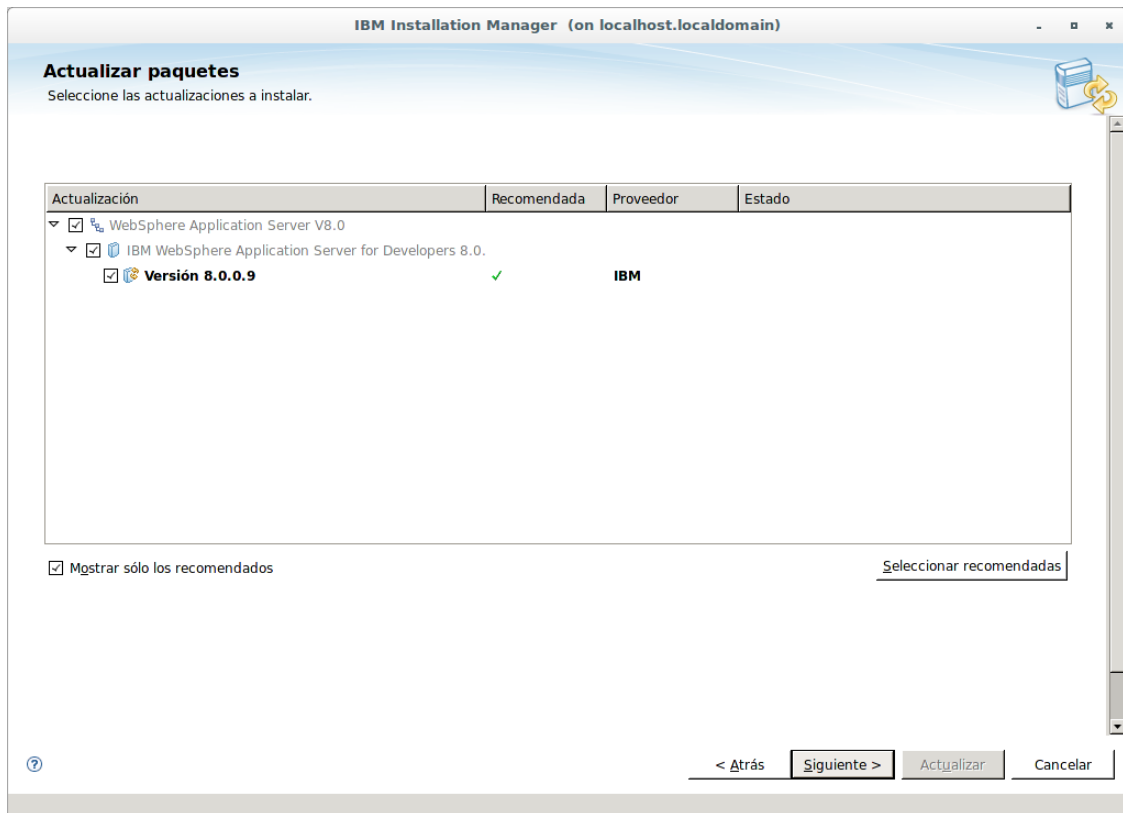 IBM Installation Manager (on localhost.localdomain)
Actualizar paquetes
Seleccione las actualizaciones a instalar.
Actualización Recomendada Proveedor Estado
WebSphere Application Server V8.0
IBM WebSphere Application Server for Developers 8.0.
Versión 8.0.0.9 ✓ IBM
Mostrar sólo los recomendados Seleccionar recomendadas
? < Atrás Siguiente > Actualizar Cancelar